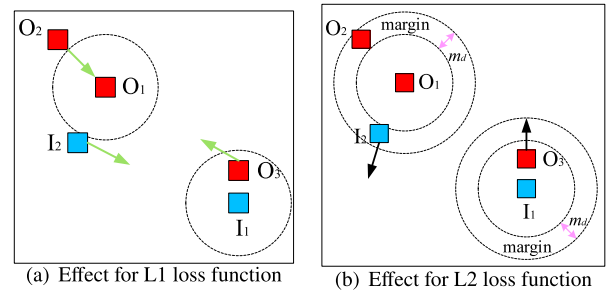 O2
O1
I2
O3
I1
(a) Effect for L1 loss function
O2
margin
md
O1
I2
O3
I1
md
margin
(b) Effect for L2 loss function